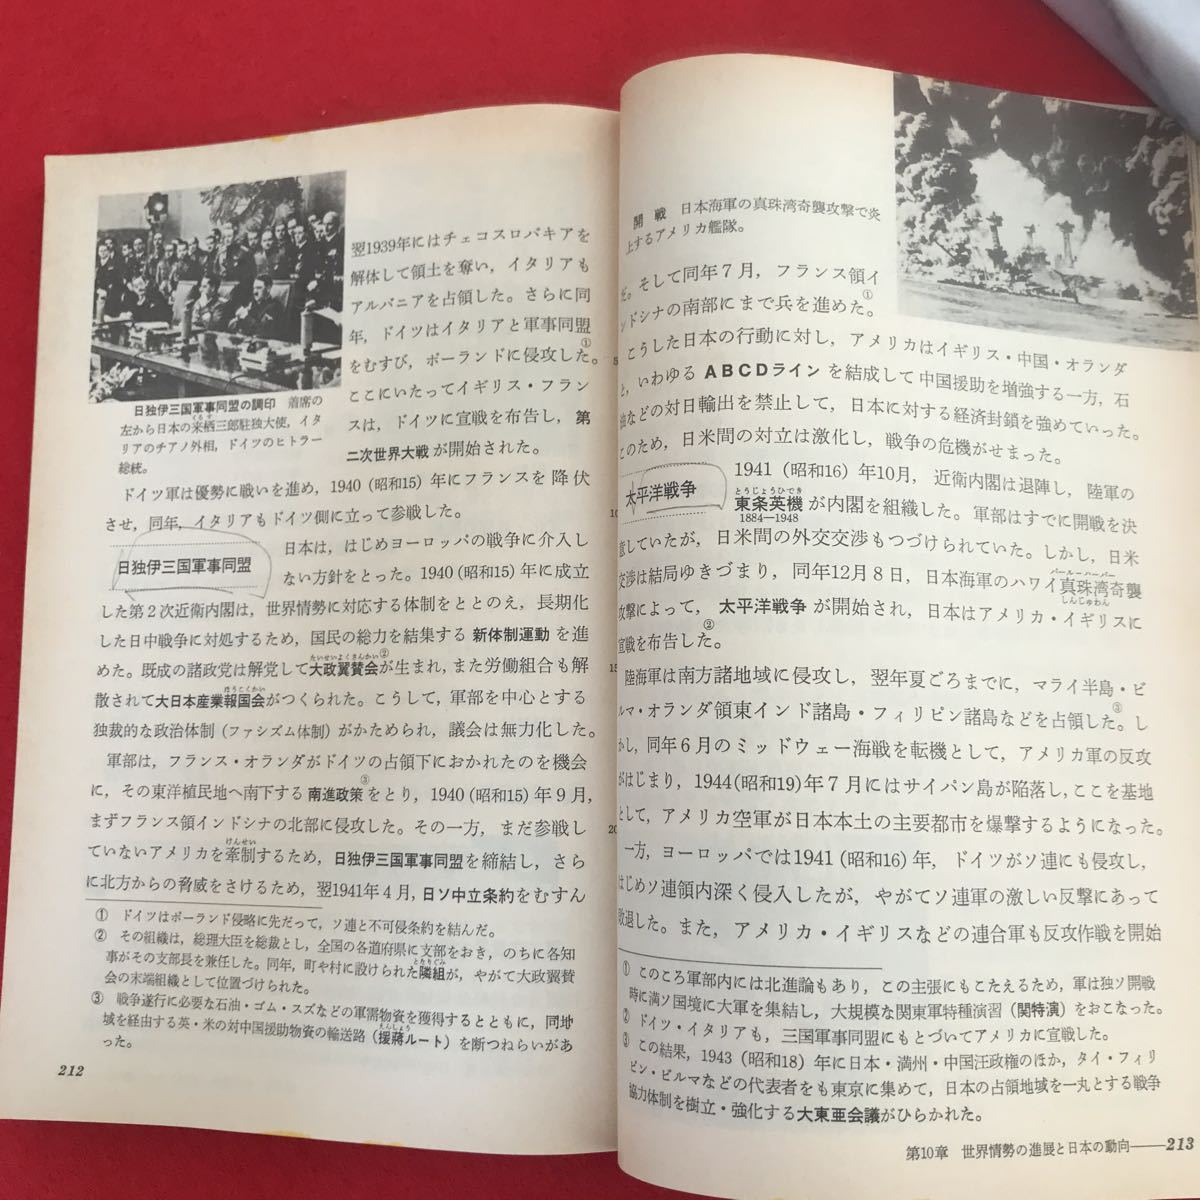 日独伊三国軍事同盟の調印 着席の
左から日本の来栖三郎駐独大使，イタ
くるす
リアのチアノ外相，ドイツのヒトラー
総統。
翌1939年にはチェコスロバキアを
解体して領土を奪い，イタリアも
アルバニアを占領した。さらに同
年，ドイツはイタリアと軍事同盟
をむすび，ポーランドに侵攻した。①
ここにいたってイギリス・フラン
スは，ドイツに宣戦を布告し，第
二次世界大戦が開始された。
ドイツ軍は優勢に戦いを進め，1940（昭和15）年にフランスを降伏
させ，同年，イタリアもドイツ側に立って参戦した。
日独伊三国軍事同盟
日本は，はじめヨーロッパの戦争に介入し
ない方針をとった。1940（昭和15）年に成立
した第2次近衛内閣は，世界情勢に対応する体制をととのえ，長期化
した日中戦争に対処するため，国民の総力を結集する新体制運動を進
たいせいよくさんかい
めた。既成の諸政党は解党して大政翼賛会②が生まれ，また労働組合も解
ほうこくかい
散されて大日本産業報国会がつくられた。こうして，軍部を中心とする
独裁的な政治体制（ファシズム体制）がかためられ，議会は無力化した。
軍部は，フランス・オランダがドイツの占領下におかれたのを機会
に，その東洋植民地へ南下する南進政策③をとり，1940（昭和15）年9月，
まずフランス領インドシナの北部に侵攻した。その一方，まだ参戦し
けんせい
ていないアメリカを牽制するため，日独伊三国軍事同盟を締結し，さら
に北方からの脅威をさけるため，翌1941年4月，日ソ中立条約をむすん
① ドイツはポーランド侵略に先だって，ソ連と不可侵条約を結んだ。
② その組織は，総理大臣を総裁とし，全国の各道府県に支部をおき，のちに各知
事がその支部長を兼任した。同年，町や村に設けられた隣組が，やがて大政翼賛
となりぐみ
会の末端組織として位置づけられた。
③ 戦争遂行に必要な石油・ゴム・スズなどの軍需物資を獲得するとともに，同地
域を経由する英・米の対中国援助物資の輸送路（援蔣ルート）を断つねらいがあ
えんしょう
った。
212
開戦 日本海軍の真珠湾奇襲攻撃で炎
上するアメリカ艦隊。
だ。そして同年7月，フランス領イ
ンドシナの南部にまで兵を進めた。①
こうした日本の行動に対し，アメリカはイギリス・中国・オランダ
と，いわゆるABCDラインを結成して中国援助を増強する一方，石
5
油などの対日輸出を禁止して，日本に対する経済封鎖を強めていった。
このため，日米間の対立は激化し，戦争の危機がせまった。
太平洋戦争
1941（昭和16）年10月，近衛内閣は退陣し，陸軍の
とうじょうひでき
10
東条英機が内閣を組織した。軍部はすでに開戦を決
1884—1948
意していたが，日米間の外交交渉もつづけられていた。しかし，日米
パールーハーバー
交渉は結局ゆきづまり，同年12月8日，日本海軍のハワイ真珠湾奇襲
しんじゅわん
攻撃によって，太平洋戦争が開始され，日本はアメリカ・イギリスに
宣戦を布告した。②
15
陸海軍は南方諸地域に侵攻し，翌年夏ごろまでに，マライ半島・ビ
ルマ・オランダ領東インド諸島・フィリピン諸島などを占領した。③し
かし，同年6月のミッドウェー海戦を転機として，アメリカ軍の反攻
がはじまり，1944（昭和19）年7月にはサイパン島が陥落し，ここを基地
として，アメリカ空軍が日本本土の主要都市を爆撃するようになった。
20
一方，ヨーロッパでは1941（昭和16）年，ドイツがソ連にも侵攻し，
はじめソ連領内深く侵入したが，やがてソ連軍の激しい反撃にあって
敗退した。また，アメリカ・イギリスなどの連合軍も反攻作戦を開始
① このころ軍部内には北進論もあり，この主張にもこたえるため，軍は独ソ開戦
時に満ソ国境に大軍を集結し，大規模な関東軍特種演習（関特演）をおこなった。
② ドイツ・イタリアも，三国軍事同盟にもとづいてアメリカに宣戦した。
③ この結果，1943（昭和18）年に日本・満州・中国汪政権のほか，タイ・フィリ
ピン・ビルマなどの代表者をも東京に集めて，日本の占領地域を一丸とする戦争
協力体制を樹立・強化する大東亜会議がひらかれた。
第10章 世界情勢の進展と日本の動向——213